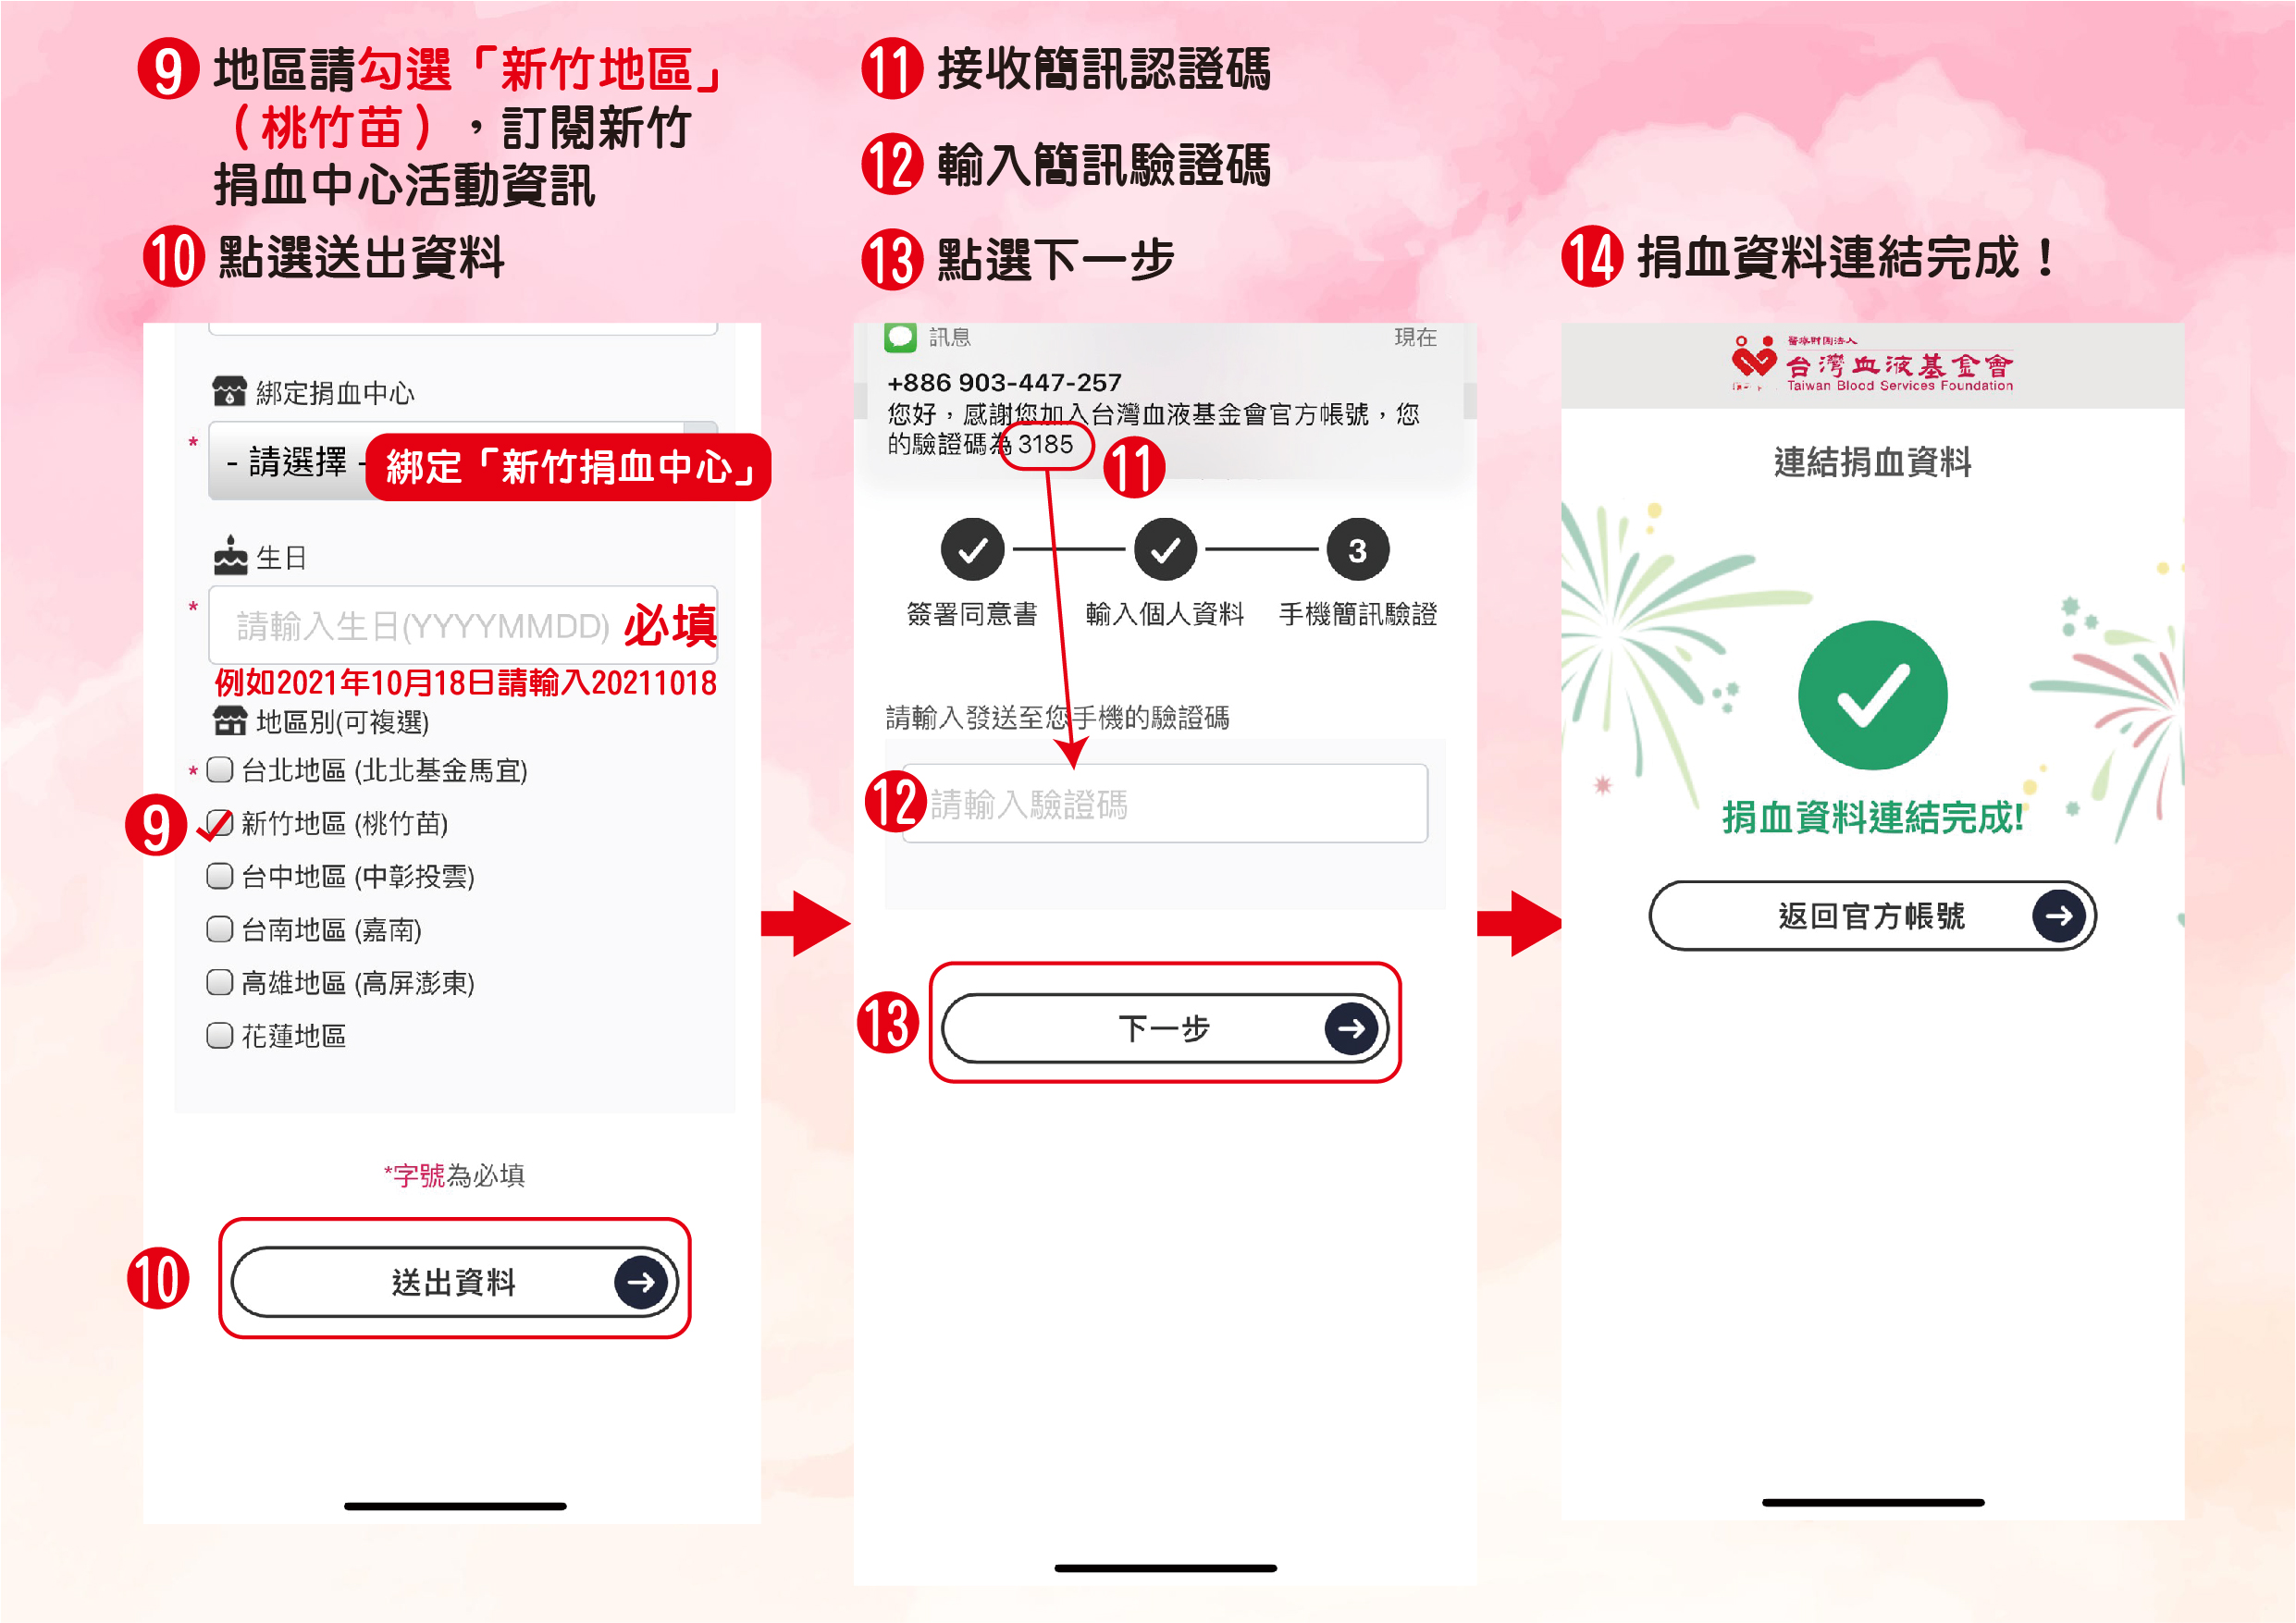 9 地區請勾選「新竹地區」
（桃竹苗），訂閱新竹
捐血中心活動資訊
10 點選送出資料
綁定捐血中心
* - 請選擇 - 綁定「新竹捐血中心」
生日
* 請輸入生日(YYYYMMDD) 必填
例如2021年10月18日請輸入20211018
地區別(可複選)
* 台北地區 (北北基金馬宜)
9 新竹地區 (桃竹苗)
台中地區 (中彰投雲)
台南地區 (嘉南)
高雄地區 (高屏澎東)
花蓮地區
*字號為必填
10 送出資料
11 接收簡訊認證碼
12 輸入簡訊驗證碼
13 點選下一步
訊息 現在
+886 903-447-257
您好，感謝您加入台灣血液基金會官方帳號，您
的驗證碼為 3185 11
3
簽署同意書 輸入個人資料 手機簡訊驗證
請輸入發送至您手機的驗證碼
12 請輸入驗證碼
13 下一步
14 捐血資料連結完成！
醫療財團法人
台灣血液基金會
Taiwan Blood Services Foundation
連結捐血資料
捐血資料連結完成!
返回官方帳號